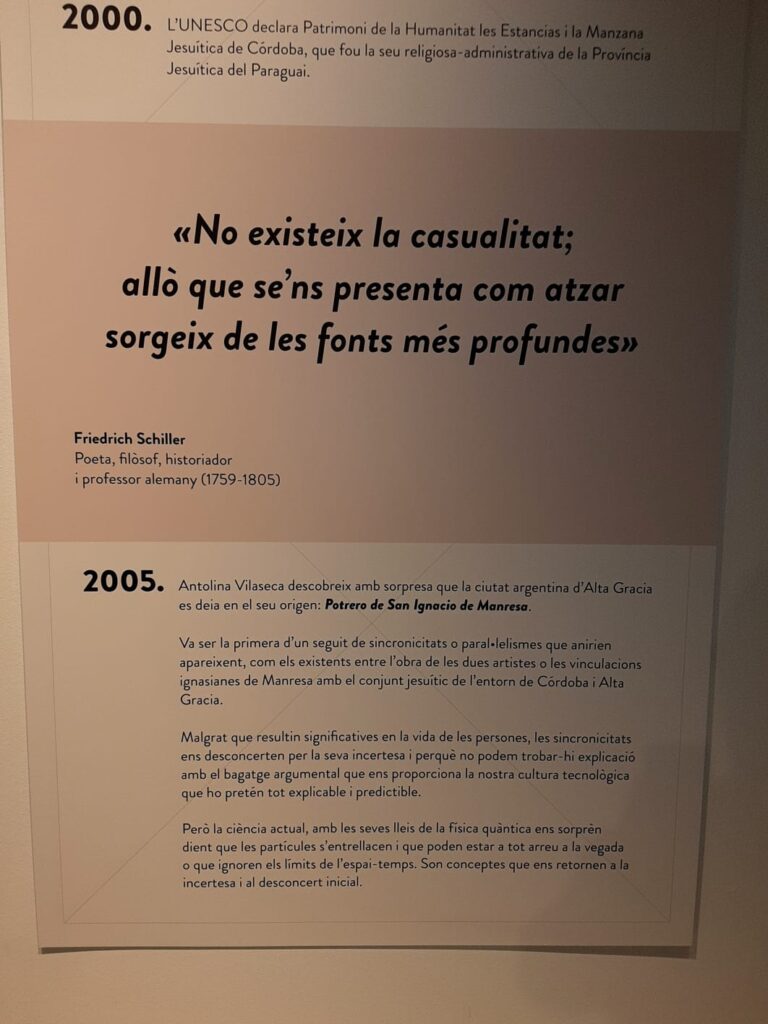 2000. L'UNESCO declara Patrimoni de la Humanitat les Estancias i la Manzana
Jesuítica de Córdoba, que fou la seu religiosa-administrativa de la Província
Jesuítica del Paraguai.
«No existeix la casualitat;
allò que se'ns presenta com atzar
sorgeix de les fonts més profundes»
Friedrich Schiller
Poeta, filòsof, historiador
i professor alemany (1759-1805)
2005. Antolina Vilaseca descobreix amb sorpresa que la ciutat argentina d'Alta Gracia
es deia en el seu origen: Potrero de San Ignacio de Manresa.
Va ser la primera d'un seguit de sincronicitats o paral•lelismes que anirien
apareixent, com els existents entre l'obra de les dues artistes o les vinculacions
ignasianes de Manresa amb el conjunt jesuític de l'entorn de Córdoba i Alta
Gracia.
Malgrat que resultin significatives en la vida de les persones, les sincronicitats
ens desconcerten per la seva incertesa i perquè no podem trobar-hi explicació
amb el bagatge argumental que ens proporciona la nostra cultura tecnològica
que ho pretén tot explicable i predictible.
Però la ciència actual, amb les seves lleis de la física quàntica ens sorprèn
dient que les partícules s'entrellacen i que poden estar a tot arreu a la vegada
o que ignoren els límits de l'espai-temps. Son conceptes que ens retornen a la
incertesa i al desconcert inicial.